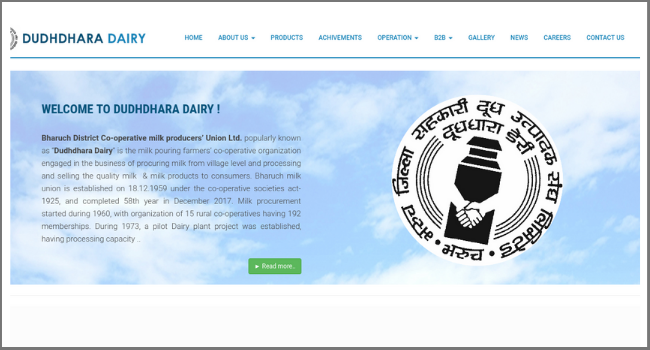 DUDHDHARA DAIRY
HOME ABOUT US PRODUCTS ACHIVEMENTS OPERATION B2B GALLERY NEWS CAREERS CONTACT US
WELCOME TO DUDHDHARA DAIRY !
Bharuch District Co-operative milk producers' Union Ltd. popularly known
as "Dudhdhara Dairy" is the milk pouring farmers' co-operative organization
engaged in the business of procuring milk from village level and processing
and selling the quality milk & milk products to consumers. Bharuch milk
union is established on 18.12.1959 under the co-operative societies act-
1925, and completed 58th year in December 2017. Milk procurement
started during 1960, with organization of 15 rural co-operatives having 192
memberships. During 1973, a pilot Dairy plant project was established,
having processing capacity ..
► Read more..
जिल्ला सहकारी दूध उत्पादक संघ लिमिटेड
दूधधारा डेरी
भरुच • भरुच •